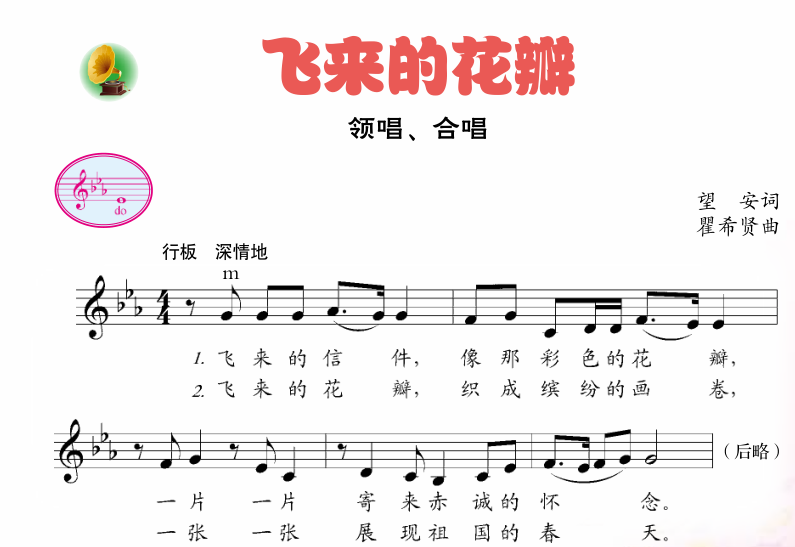 飞来的花瓣
领唱、合唱
do
望 安词
瞿希贤曲
行板 深情地
m
4
4
1. 飞 来 的 信 件， 像 那 彩 色 的 花 瓣，
2. 飞 来 的 花 瓣， 织 成 缤 纷 的 画 卷，
（后略）
一 片 一 片 寄 来 赤 诚 的 怀 念。
一 张 一 张 展 现 祖 国 的 春 天。